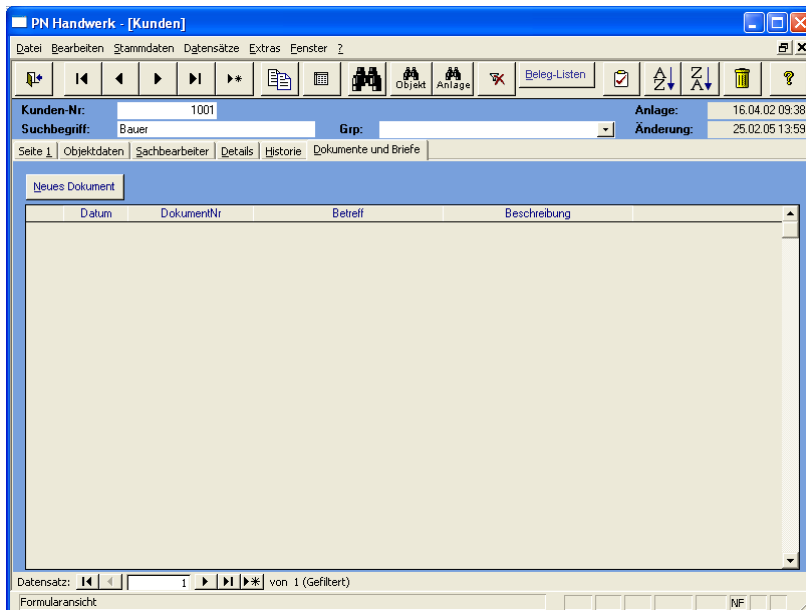 PN Handwerk - [Kunden]
Datei Bearbeiten Stammdaten Datensätze Extras Fenster ?
Objekt Anlage Beleg-Listen A Z Z A ?
Kunden-Nr: 1001 Anlage: 16.04.02 09:38
Suchbegriff: Bauer Grp: Änderung: 25.02.05 13:59
Seite 1 Objektdaten Sachbearbeiter Details Historie Dokumente und Briefe
Neues Dokument
Datum DokumentNr Betreff Beschreibung
Datensatz: 1 von 1 (Gefiltert)
Formularansicht NF